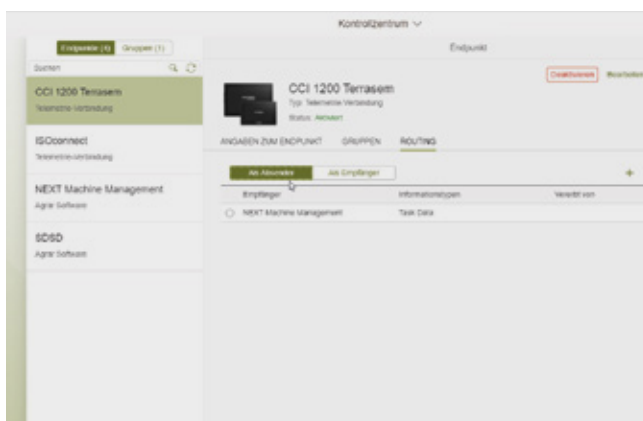 Kontrollzentrum
Endpunkte (4) Gruppen (1)
Endpunkt
Suchen
CCI 1200 Terrasem
Telemetrie-Verbindung
ISOconnect
Telemetrie-Verbindung
NEXT Machine Management
Agrar Software
SDSD
Agrar Software
CCI 1200 Terrasem
Typ: Telemetrie-Verbindung
Status: Aktiviert
Deaktivieren Bearbeiten
ANGABEN ZUM ENDPUNKT GRUPPEN ROUTING
Als Absender Als Empfänger +
Empfänger Informationstypen Vererbt von
NEXT Machine Management Task Data